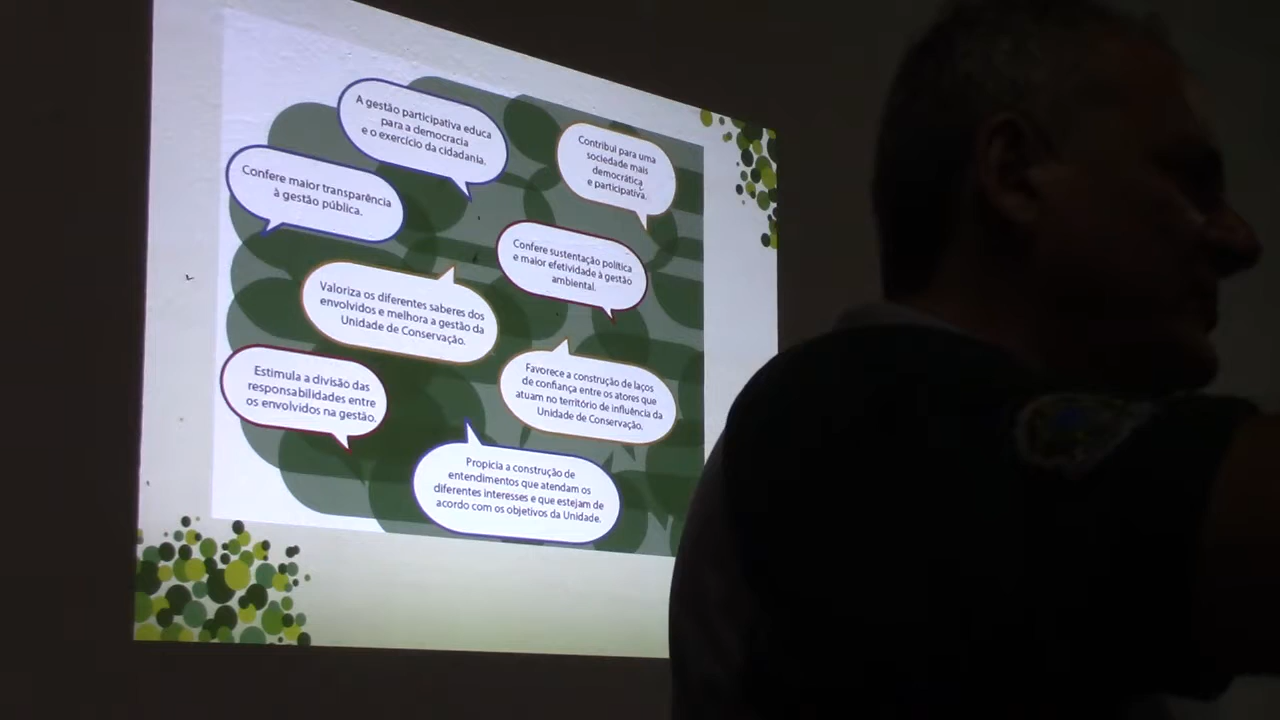 A gestão participativa educa
para a democracia
e o exercício da cidadania.
Contribui para uma
sociedade mais
democrática
e participativa.
Confere maior transparência
à gestão pública.
Confere sustentação política
e maior efetividade à gestão
ambiental.
Valoriza os diferentes saberes dos
envolvidos e melhora a gestão da
Unidade de Conservação.
Favorece a construção de laços
de confiança entre os atores que
atuam no território de influência da
Unidade de Conservação.
Estimula a divisão das
responsabilidades entre
os envolvidos na gestão.
Propicia a construção de
entendimentos que atendam os
diferentes interesses e que estejam de
acordo com os objetivos da Unidade.